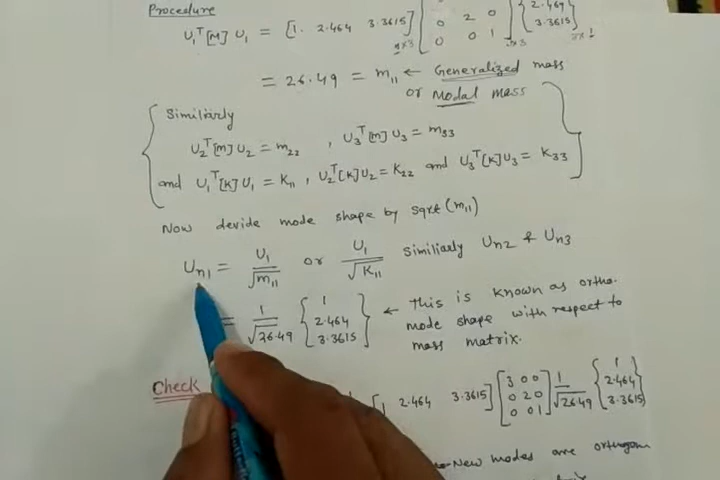 Procedure
U₁ᵀ[M] U₁ = [1. 2.464 3.3615] [ 0 2 0 0 0 1 ] { 2.464 3.3615 }
1x3 3x3 3x1
= 26.49 = m₁₁ ← Generalized mass
or Modal mass
Similiarly
U₂ᵀ[m]U₂ = m₂₂ , U₃ᵀ[m]U₃ = m₃₃
and U₁ᵀ[k]U₁ = K₁₁ , U₂ᵀ[k]U₂ = K₂₂ and U₃ᵀ[k]U₃ = K₃₃
Now devide mode shape by sqrt(m₁₁)
Uₙ₁ = U₁/√m₁₁ or U₁/√K₁₁ Similiarly Uₙ₂ & Uₙ₃
= 1/√26.49 { 1 2.464 3.3615 } ← This is known as ortho.
mode shape with respect to
mass matrix.
Check
[1 2.464 3.3615] [ 3 0 0 0 2 0 0 0 1 ] 1/√26.49 { 1 2.464 3.3615 }
New modes are orthogon